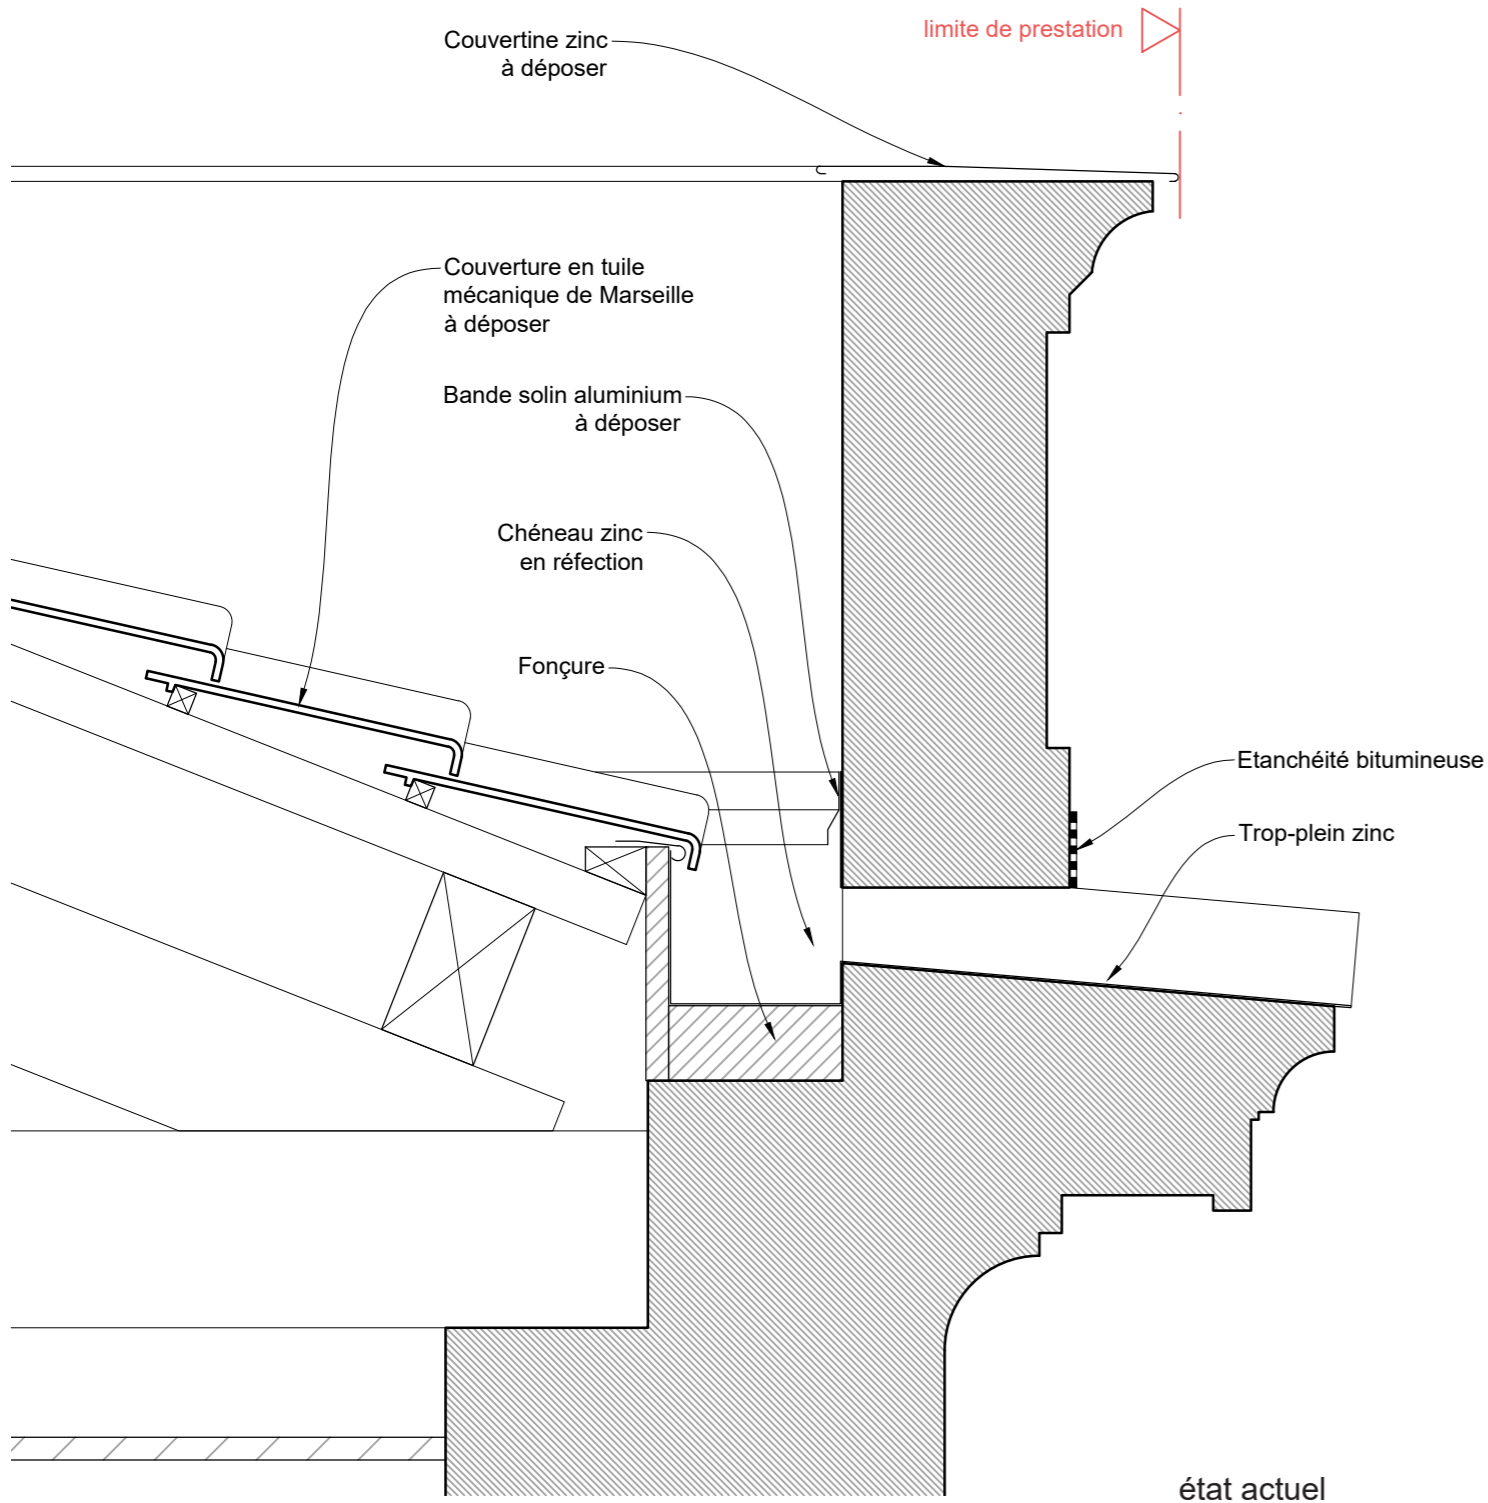 limite de prestation
Couvertine zinc
à déposer
Couverture en tuile
mécanique de Marseille
à déposer
Bande solin aluminium
à déposer
Chéneau zinc
en réfection
Fonçure
Etanchéité bitumineuse
Trop-plein zinc
état actuel